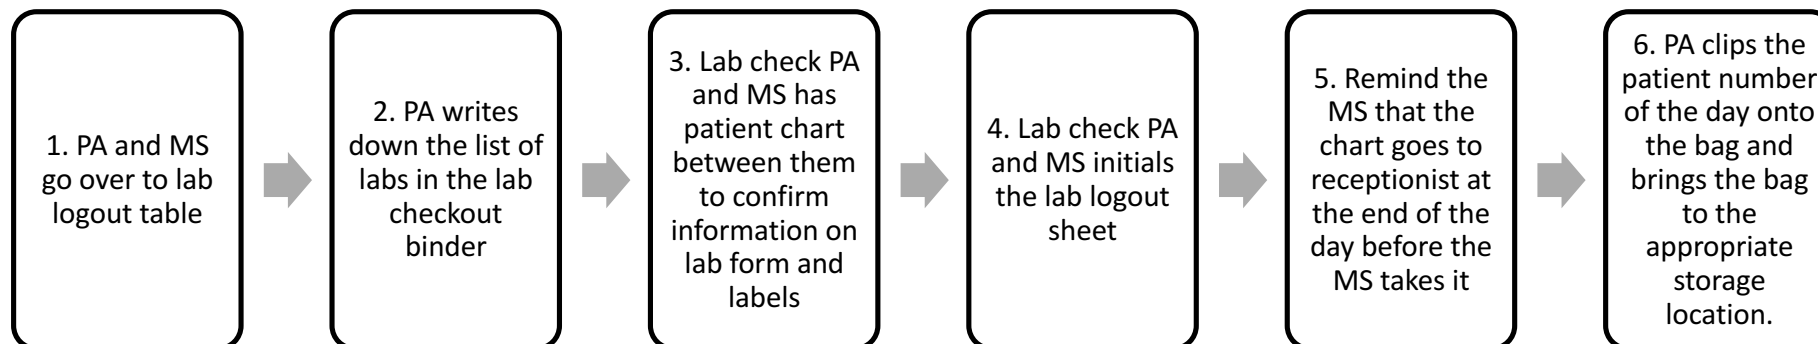 1. PA and MS
go over to lab
logout table
2. PA writes
down the list of
labs in the lab
checkout
binder
3. Lab check PA
and MS has
patient chart
between them
to confirm
information on
lab form and
labels
4. Lab check PA
and MS initials
the lab logout
sheet
5. Remind the
MS that the
chart goes to
receptionist at
the end of the
day before the
MS takes it
6. PA clips the
patient number
of the day onto
the bag and
brings the bag
to the
appropriate
storage
location.